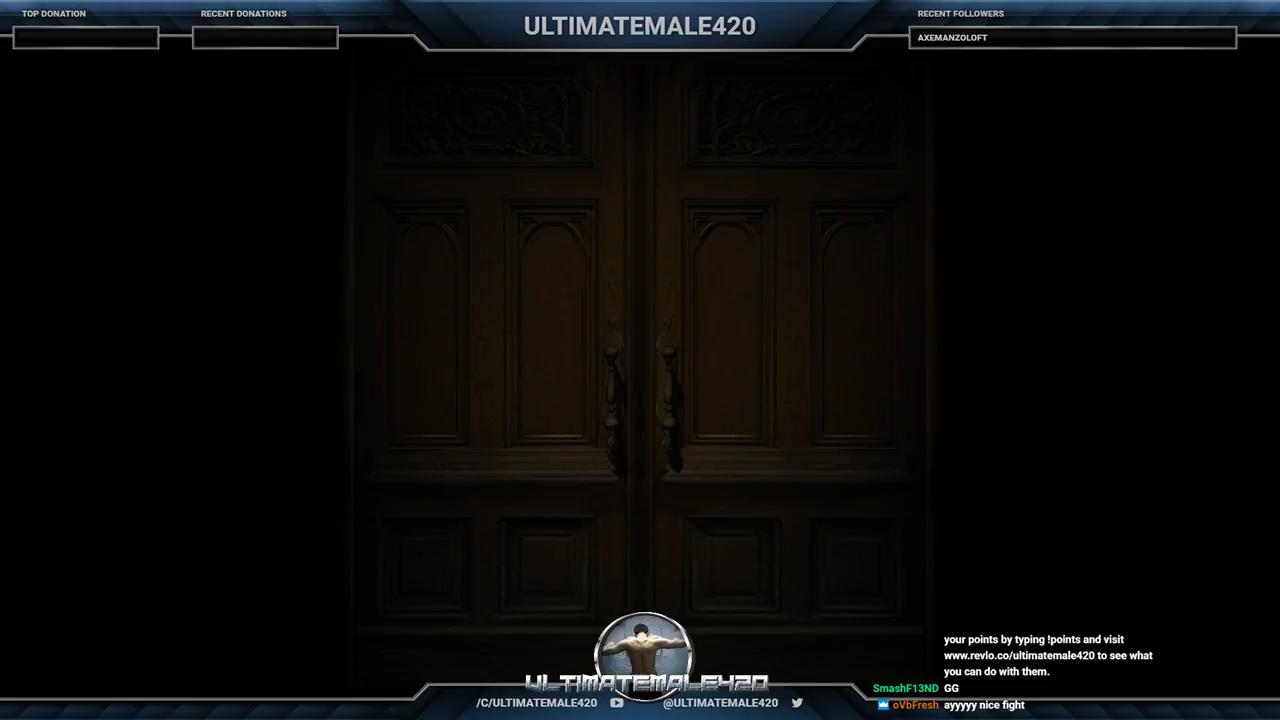 TOP DONATION
RECENT DONATIONS
ULTIMATEMALE420
RECENT FOLLOWERS
AXEMANZOLOFT
your points by typing !points and visit
www.revlo.co/ultimatemale420 to see what
you can do with them.
SmashF13ND GG
oVbFresh ayyyyy nice fight
ULTIMATEMALE420
/C/ULTIMATEMALE420
@ULTIMATEMALE420